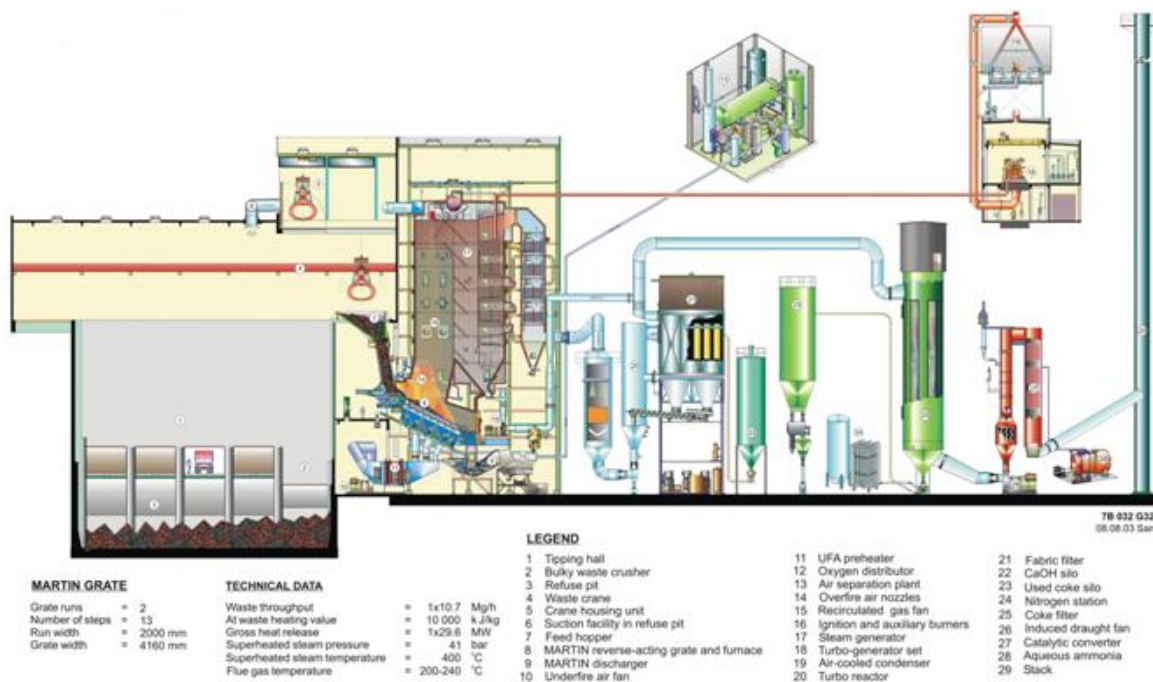 7B 032 G32
08.08.03 San
LEGEND
MARTIN GRATE
Grate runs = 2
Number of steps = 13
Run width = 2000 mm
Grate width = 4160 mm
TECHNICAL DATA
Waste throughput = 1x10.7 Mg/h
At waste heating value = 10 000 kJ/kg
Gross heat release = 1x29.6 MW
Superheated steam pressure = 41 bar
Superheated steam temperature = 400 °C
Flue gas temperature = 200-240 °C
1 Tipping hall
2 Bulky waste crusher
3 Refuse pit
4 Waste crane
5 Crane housing unit
6 Suction facility in refuse pit
7 Feed hopper
8 MARTIN reverse-acting grate and furnace
9 MARTIN discharger
10 Underfire air fan
11 UFA preheater
12 Oxygen distributor
13 Air separation plant
14 Overfire air nozzles
15 Recirculated gas fan
16 Ignition and auxiliary burners
17 Steam generator
18 Turbo-generator set
19 Air-cooled condenser
20 Turbo reactor
21 Fabric filter
22 CaOH silo
23 Used coke silo
24 Nitrogen station
25 Coke filter
26 Induced draught fan
27 Catalytic converter
28 Aqueous ammonia
29 Stack